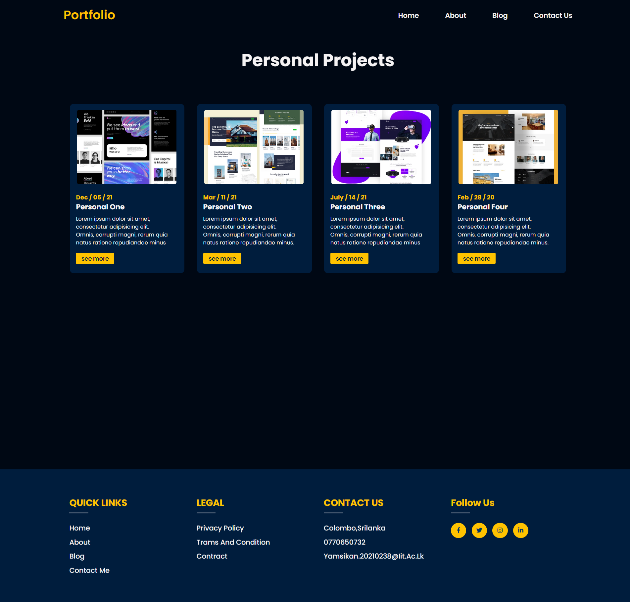 Portfolio
Home
About
Blog
Contact Us
Personal Projects
Dec / 05 / 21
Personal One
Lorem ipsum dolor sit amet,
consectetur adipisicing elit.
Omnis, corrupti magni, rerum quia
natus ratione repudiandae minus.
see more
Mar / 11 / 21
Personal Two
Lorem ipsum dolor sit amet,
consectetur adipisicing elit.
Omnis, corrupti magni, rerum quia
natus ratione repudiandae minus.
see more
July / 14 / 21
Personal Three
Lorem ipsum dolor sit amet,
consectetur adipisicing elit.
Omnis, corrupti magni, rerum quia
natus ratione repudiandae minus.
see more
Feb / 28 / 20
Personal Four
Lorem ipsum dolor sit amet,
consectetur adipisicing elit.
Omnis, corrupti magni, rerum quia
natus ratione repudiandae minus.
see more
QUICK LINKS
Home
About
Blog
Contact Me
LEGAL
Privacy Policy
Trams And Condition
Contract
CONTACT US
Colombo,Srilanka
0770650732
Yamsikan.20210238@Iit.Ac.Lk
Follow Us